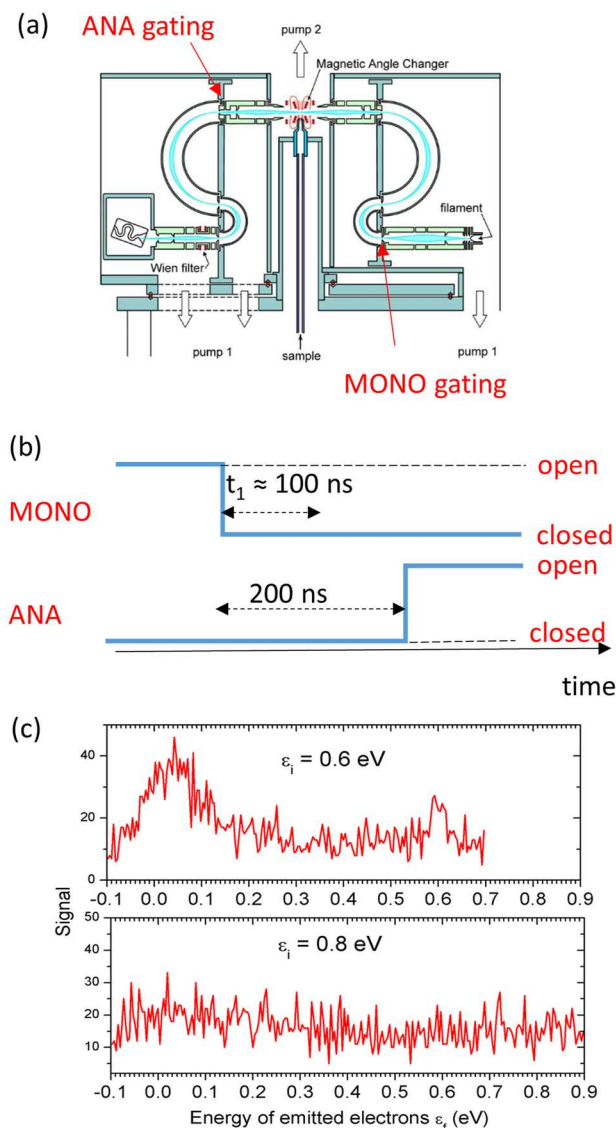 (a)
ANA gating
pump 2
Magnetic Angle Changer
filament
Wien filter
pump 1
sample
pump 1
MONO gating
(b)
open
t₁ ≈ 100 ns
MONO
closed
open
200 ns
ANA
closed
time
(c)
40
εᵢ = 0.6 eV
20
0
-0.1 0.0 0.1 0.2 0.3 0.4 0.5 0.6 0.7 0.8 0.9
Signal
50
εᵢ = 0.8 eV
40
30
20
10
-0.1 0.0 0.1 0.2 0.3 0.4 0.5 0.6 0.7 0.8 0.9
Energy of emitted electrons εf (eV)